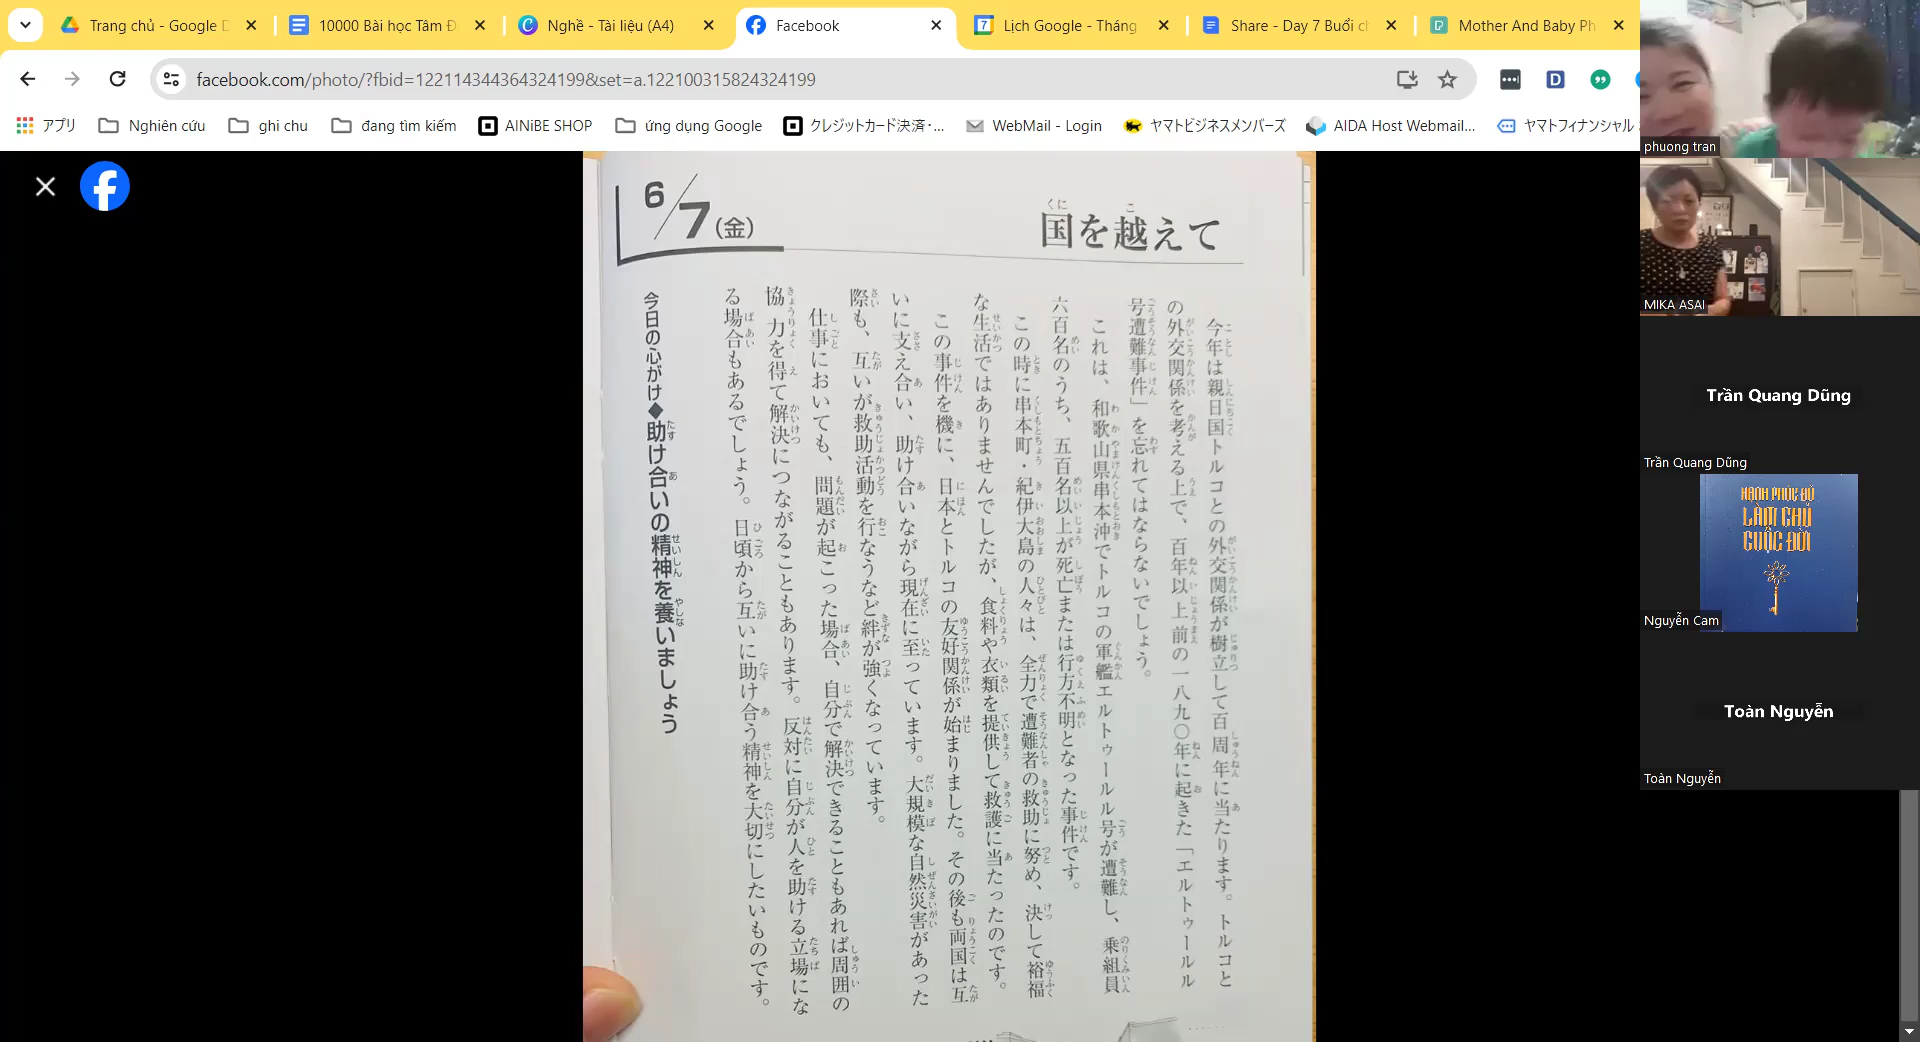 Trang chủ - Google D
10000 Bài học Tâm Đ
Nghề - Tài liệu (A4)
Facebook
Lịch Google - Tháng
Share - Day 7 Buổi ch
Mother And Baby Ph
facebook.com/photo/?fbid=122114344364324199&set=a.122100315824324199
アプリ
Nghiên cứu
ghi chu
đang tìm kiếm
AINiBE SHOP
ứng dụng Google
クレジットカード決済・...
WebMail - Login
ヤマトビジネスメンバーズ
AIDA Host Webmail...
ヤマトフィナンシャル
6/7(金)
国を越えて
今年は親日国トルコとの外交関係が樹立して百周年に当たります。トルコと
の外交関係を考える上で、百年以上前の一八九〇年に起きた「エルトゥールル
号遭難事件」を忘れてはならないでしょう。
これは、和歌山県串本沖でトルコの軍艦エルトゥールル号が遭難し、乗組員
六百名のうち、五百名以上が死亡または行方不明となった事件です。
この時に串本町・紀伊大島の人々は、全力で遭難者の救助に努め、決して裕福
な生活ではありませんでしたが、食料や衣類を提供して救護に当たったのです。
この事件を機に、日本とトルコの友好関係が始まりました。その後も両国は互
いに支え合い、助け合いながら現在に至っています。大規模な自然災害があった
際も、互いが救助活動を行なうなど絆が強くなっています。
仕事においても、問題が起こった場合、自分で解決できることもあれば周囲の
協力を得て解決につながることもあります。反対に自分が人を助ける立場にな
る場合もあるでしょう。日頃から互いに助け合う精神を大切にしたいものです。
今日の心がけ◆助け合いの精神を養いましょう
phuong tran
MIKA ASAI
Trần Quang Dũng
Trần Quang Dũng
HẠNH PHÚC ĐỦ
LÀM CHỦ
CUỘC ĐỜI
Nguyễn Cam
Toàn Nguyễn
Toàn Nguyễn